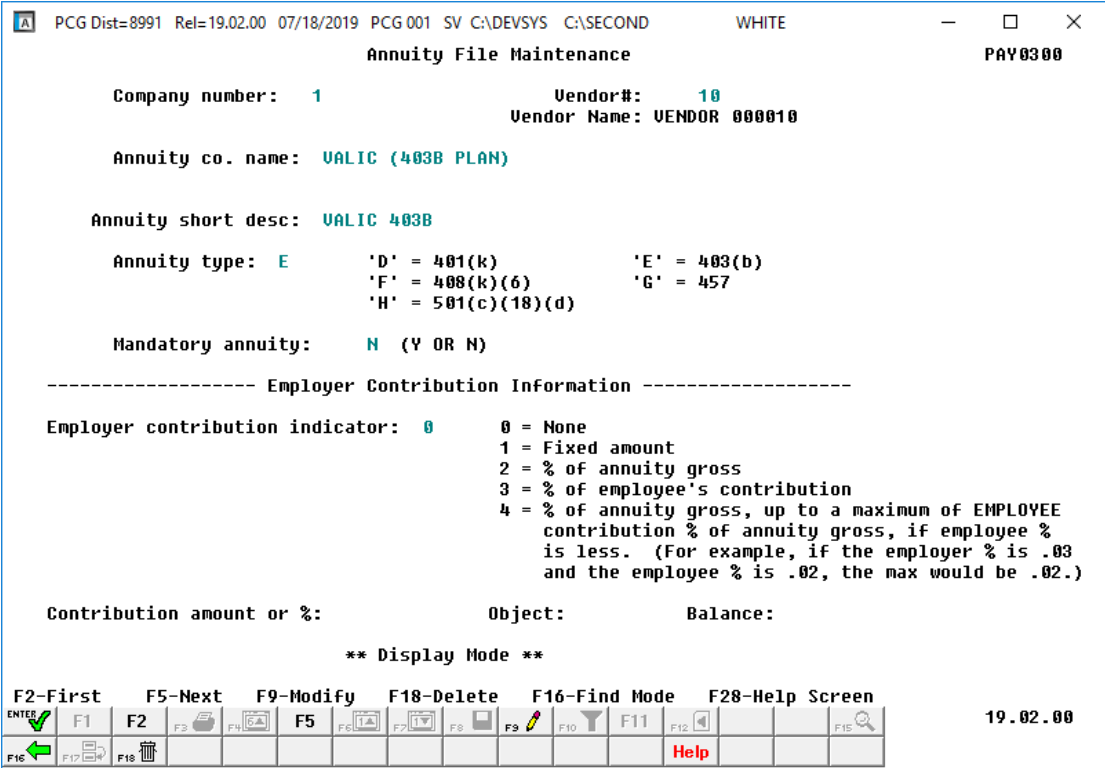 A PCG Dist=8991 Rel=19.02.00 07/18/2019 PCG 001 SV C:\DEVSYS C:\SECOND WHITE
Annuity File Maintenance PAY0300
Company number: 1 Vendor#: 10
Vendor Name: VENDOR 000010
Annuity co. name: VALIC (403B PLAN)
Annuity short desc: VALIC 403B
Annuity type: E 'D' = 401(k) 'E' = 403(b)
'F' = 408(k)(6) 'G' = 457
'H' = 501(c)(18)(d)
Mandatory annuity: N (Y OR N)
------------------- Employer Contribution Information -------------------
Employer contribution indicator: 0 0 = None
1 = Fixed amount
2 = % of annuity gross
3 = % of employee's contribution
4 = % of annuity gross, up to a maximum of EMPLOYEE
contribution % of annuity gross, if employee %
is less. (For example, if the employer % is .03
and the employee % is .02, the max would be .02.)
Contribution amount or %: Object: Balance:
** Display Mode **
F2-First F5-Next F9-Modify F18-Delete F16-Find Mode F28-Help Screen
ENTER F1 F2 F3 F4 6 F5 F6 1 F7 1 F8 F9 F10 F11 F12 F15 19.02.00
F16 F17 F18 Help